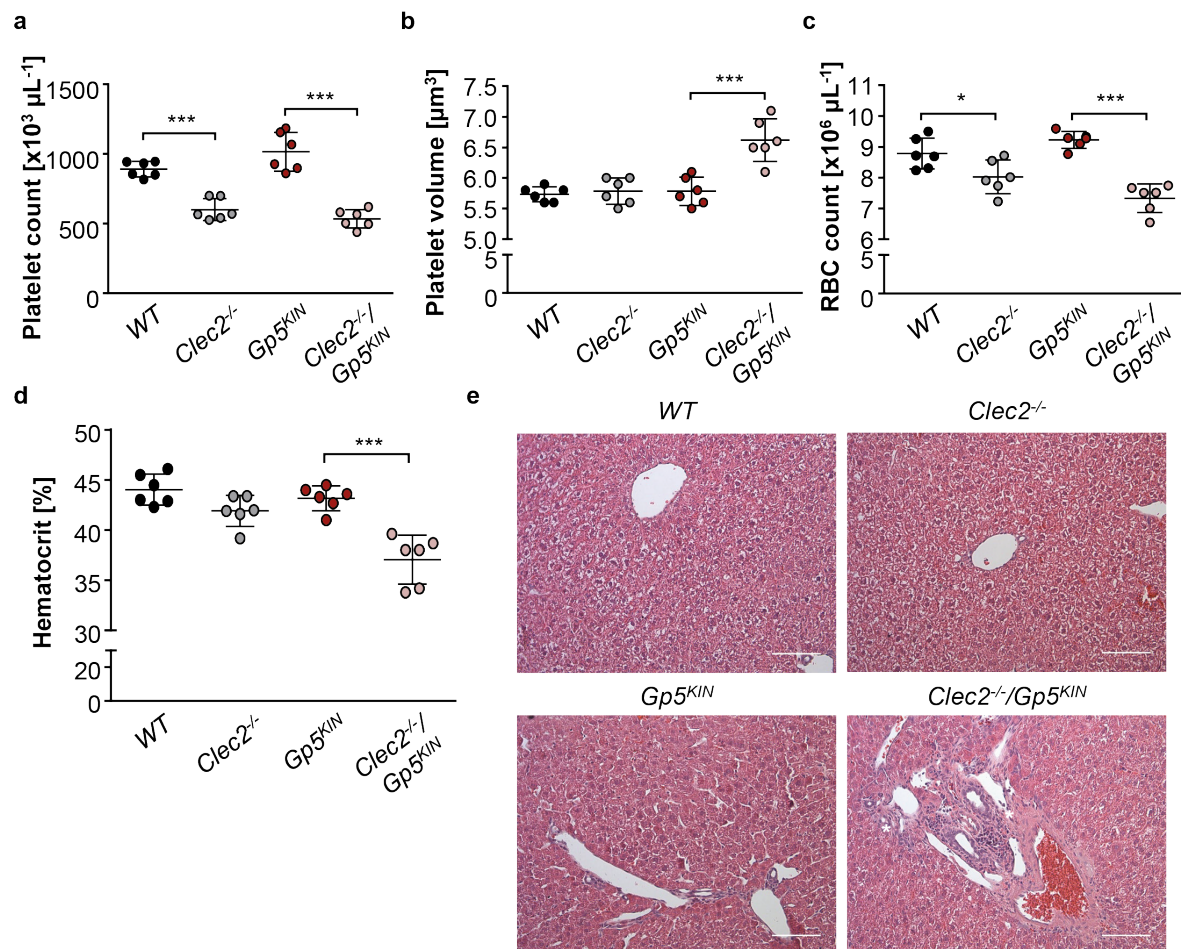 a
Platelet count [x10³ µL⁻¹]
1500
1000
500
0
***
***
WT
Clec2⁻/⁻
Gp5ᴷᴵᴺ
Clec2⁻/⁻/
Gp5ᴷᴵᴺ
b
Platelet volume [µm³]
7.5
7.0
6.5
6.0
5.5
5.0
5
0
***
WT
Clec2⁻/⁻
Gp5ᴷᴵᴺ
Clec2⁻/⁻/
Gp5ᴷᴵᴺ
c
RBC count [x10⁶ µL⁻¹]
11
10
9
8
7
6
5
0
*
***
WT
Clec2⁻/⁻
Gp5ᴷᴵᴺ
Clec2⁻/⁻/
Gp5ᴷᴵᴺ
d
Hematocrit [%]
50
45
40
35
30
20
0
***
WT
Clec2⁻/⁻
Gp5ᴷᴵᴺ
Clec2⁻/⁻/
Gp5ᴷᴵᴺ
e
WT
Clec2⁻/⁻
Gp5ᴷᴵᴺ
Clec2⁻/⁻/Gp5ᴷᴵᴺ
*
*